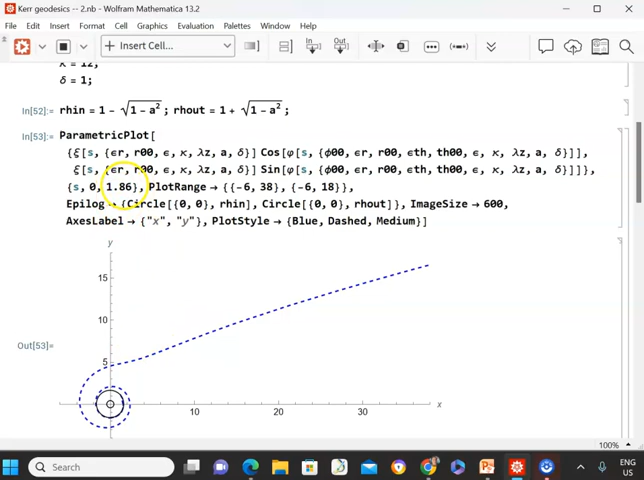 Kerr geodesics -- 2.nb - Wolfram Mathematica 13.2
File Edit Insert Format Cell Graphics Evaluation Palettes Window Help
Insert Cell... In[] Out[]
κ = 12;
δ = 1;
In[52]:= rhin = 1 - √(1 - a²) ; rhout = 1 + √(1 - a²) ;
In[53]:= ParametricPlot[
{ξ[s, {ϵr, r00, ϵ, κ, λz, a, δ}] Cos[φ[s, {ϕ00, ϵr, r00, ϵth, th00, ϵ, κ, λz, a, δ}]],
ξ[s, {ϵr, r00, ϵ, κ, λz, a, δ}] Sin[φ[s, {ϕ00, ϵr, r00, ϵth, th00, ϵ, κ, λz, a, δ}]]},
{s, 0, 1.86}, PlotRange → {{-6, 38}, {-6, 18}},
Epilog → {Circle[{0, 0}, rhin], Circle[{0, 0}, rhout]}, ImageSize → 600,
AxesLabel → {"x", "y"}, PlotStyle → {Blue, Dashed, Medium}]
y
15
10
Out[53]=
5
x
10 20 30
100%
Search
ENG
US